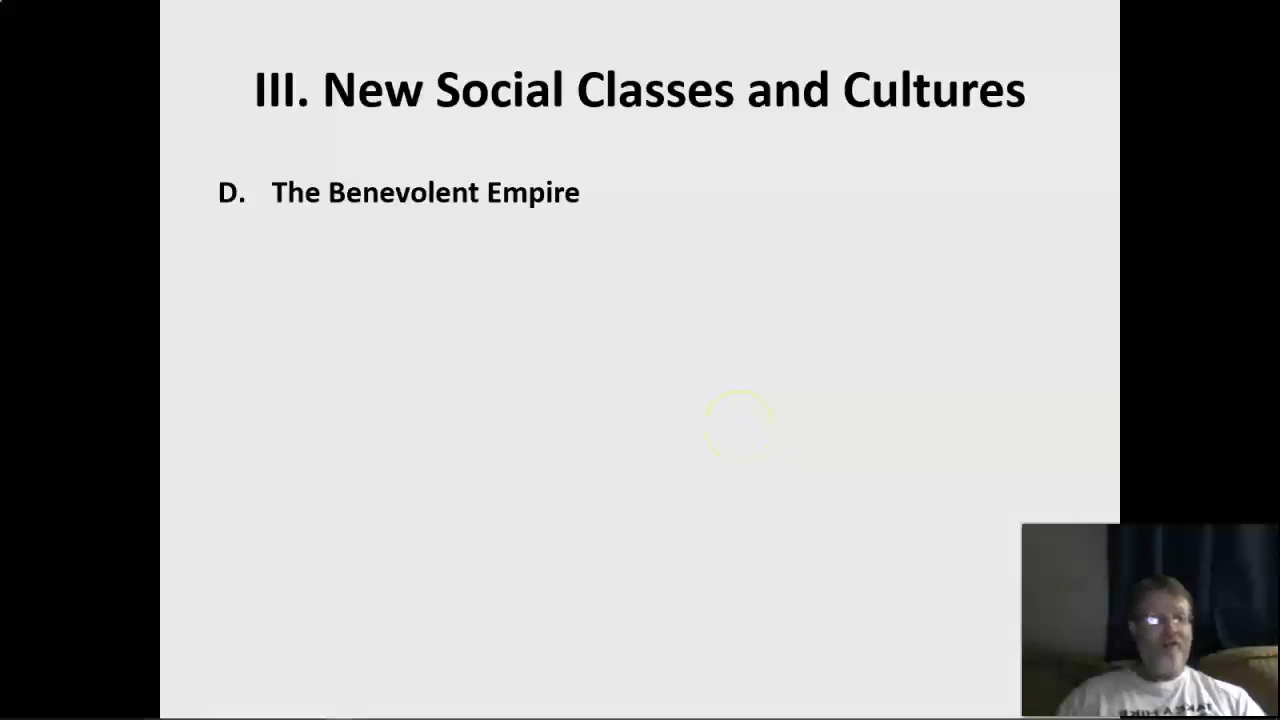 III. New Social Classes and Cultures
D. The Benevolent Empire